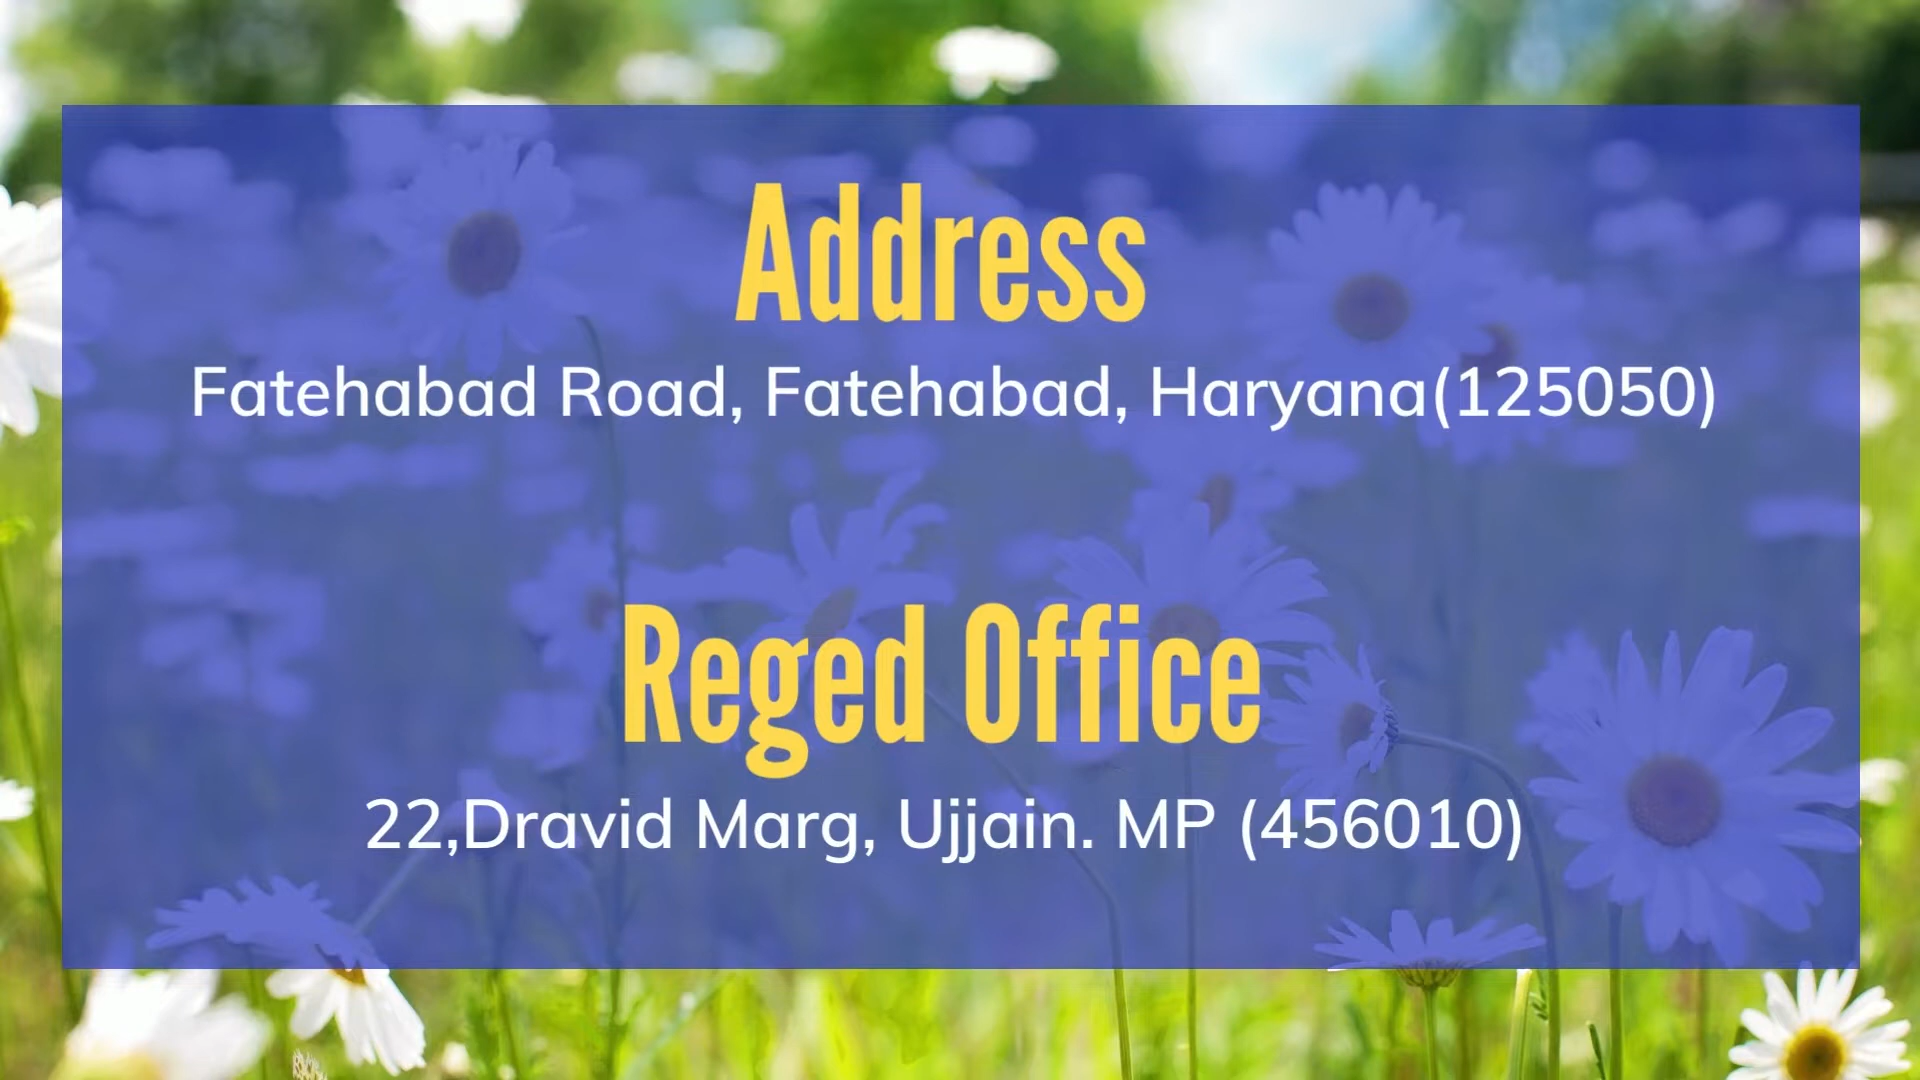 Address
Fatehabad Road, Fatehabad, Haryana(125050)
Reged Office
22,Dravid Marg, Ujjain. MP (456010)